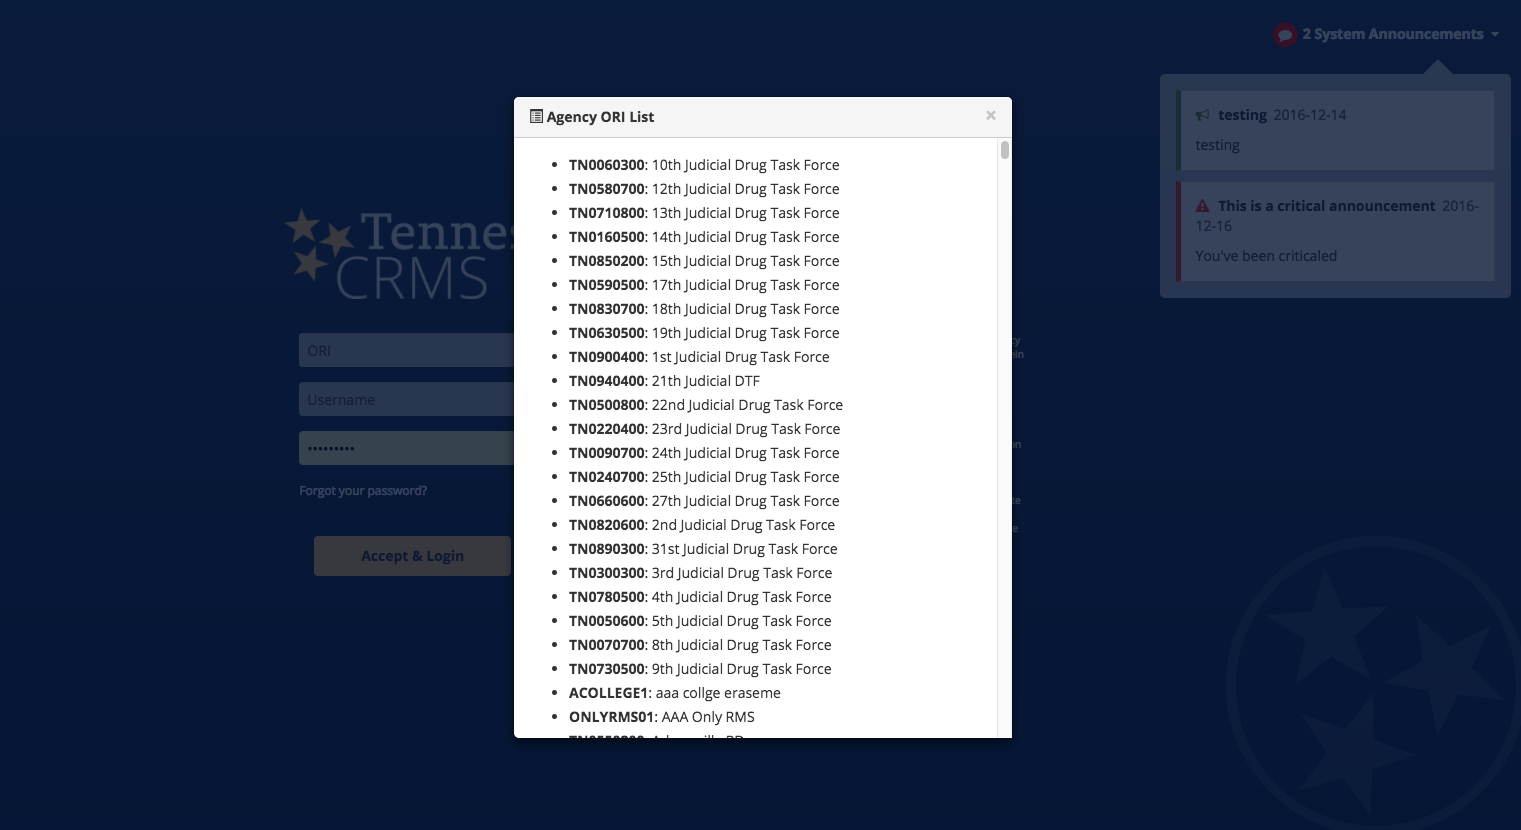 2 System Announcements
testing 2016-12-14
testing
This is a critical announcement 2016-
12-16
You've been criticaled
CRMS
ORI
Username
Forgot your password?
Accept & Login
Agency ORI List
TN0060300: 10th Judicial Drug Task Force
TN0580700: 12th Judicial Drug Task Force
TN0710800: 13th Judicial Drug Task Force
TN0160500: 14th Judicial Drug Task Force
TN0850200: 15th Judicial Drug Task Force
TN0590500: 17th Judicial Drug Task Force
TN0830700: 18th Judicial Drug Task Force
TN0630500: 19th Judicial Drug Task Force
TN0900400: 1st Judicial Drug Task Force
TN0940400: 21th Judicial DTF
TN0500800: 22nd Judicial Drug Task Force
TN0220400: 23rd Judicial Drug Task Force
TN0090700: 24th Judicial Drug Task Force
TN0240700: 25th Judicial Drug Task Force
TN0660600: 27th Judicial Drug Task Force
TN0820600: 2nd Judicial Drug Task Force
TN0890300: 31st Judicial Drug Task Force
TN0300300: 3rd Judicial Drug Task Force
TN0780500: 4th Judicial Drug Task Force
TN0050600: 5th Judicial Drug Task Force
TN0070700: 8th Judicial Drug Task Force
TN0730500: 9th Judicial Drug Task Force
ACOLLEGE1: aaa collge eraseme
ONLYRMS01: AAA Only RMS